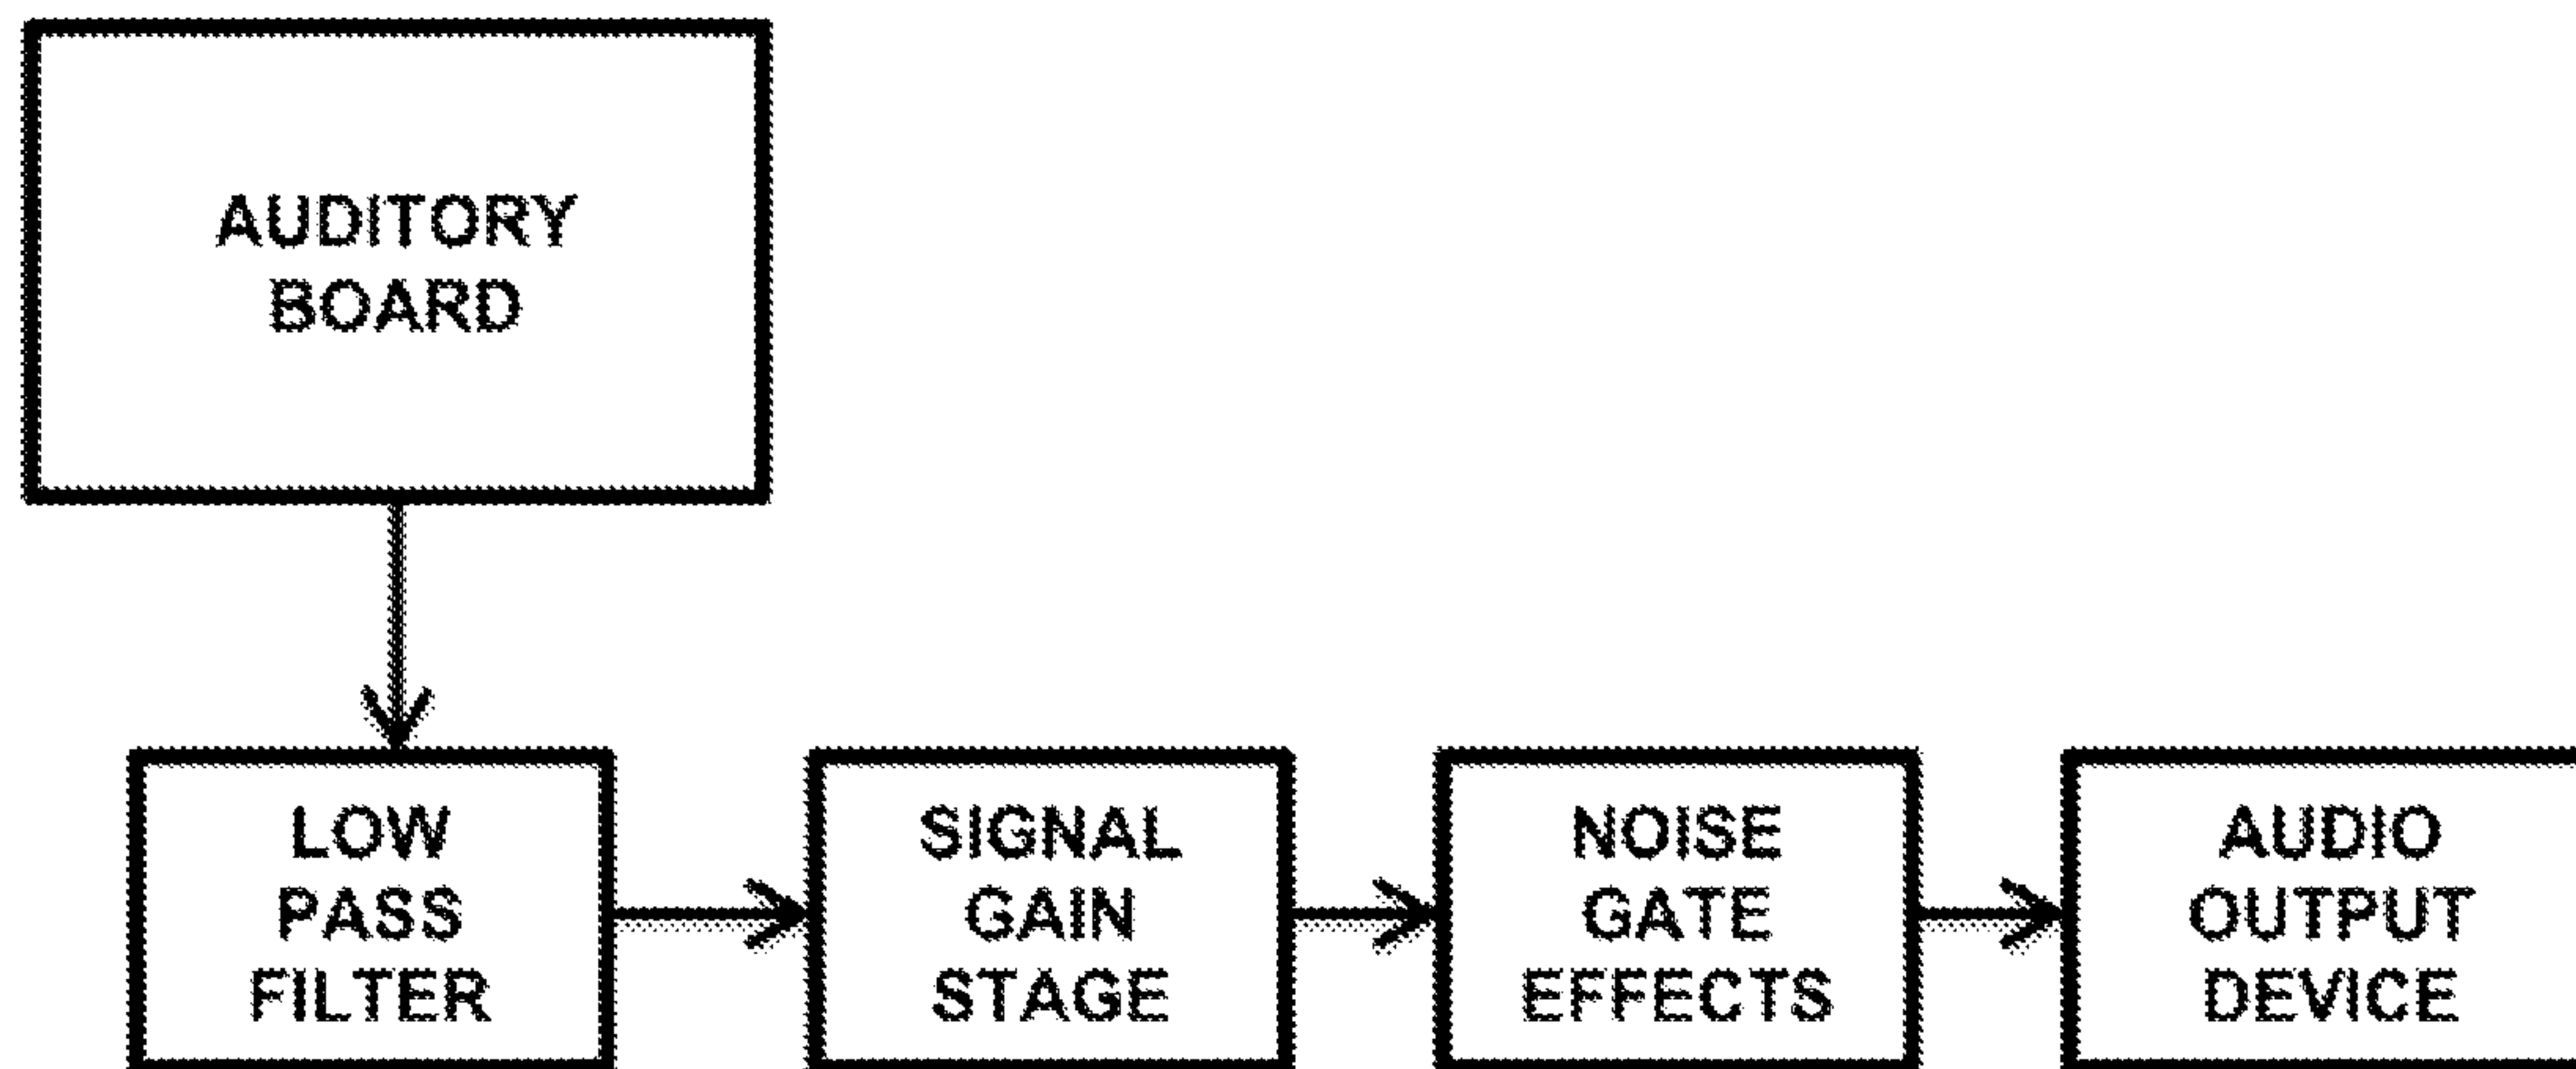 AUDITORY
BOARD
LOW
PASS
FILTER
SIGNAL
GAIN
STAGE
NOISE
GATE
EFFECTS
AUDIO
OUTPUT
DEVICE